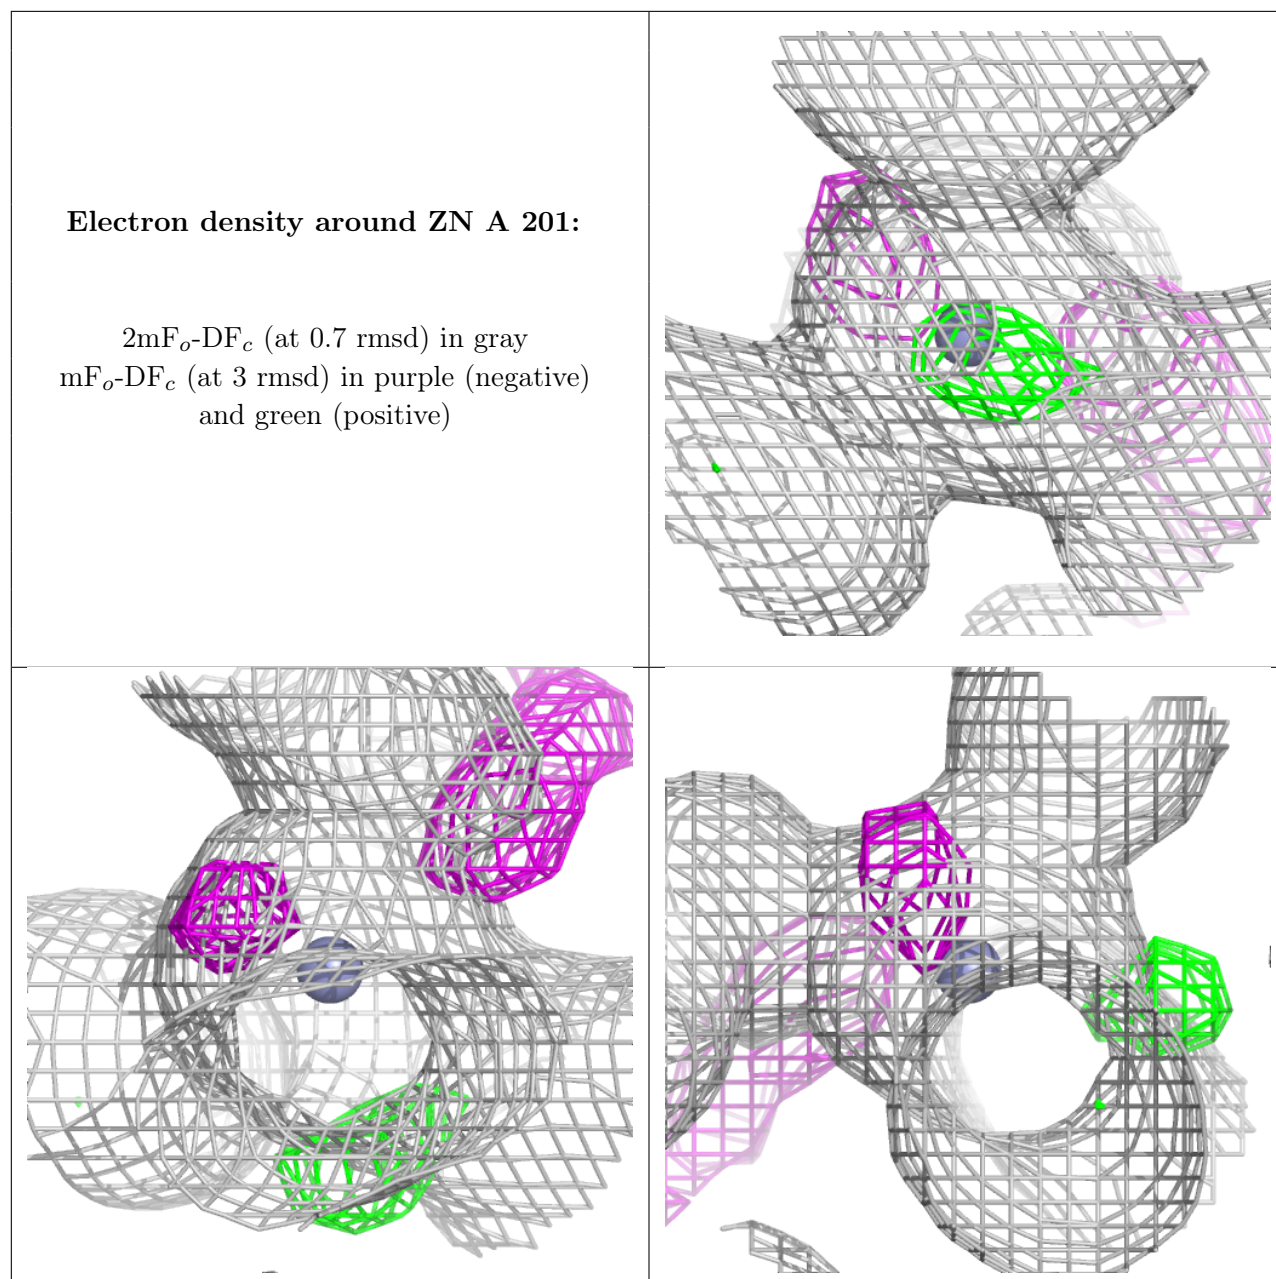 Electron density around ZN A 201:
2mFo-DFc (at 0.7 rmsd) in gray
mFo-DFc (at 3 rmsd) in purple (negative)
and green (positive)